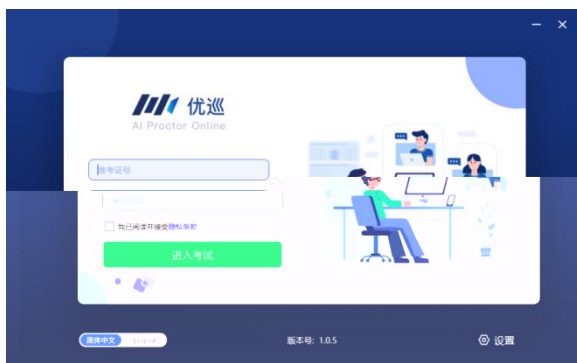 优巡
AI Proctor Online
准考证号
我已阅读并接受隐私条款
进入考试
简体中文 English
版本号: 1.0.5
设置